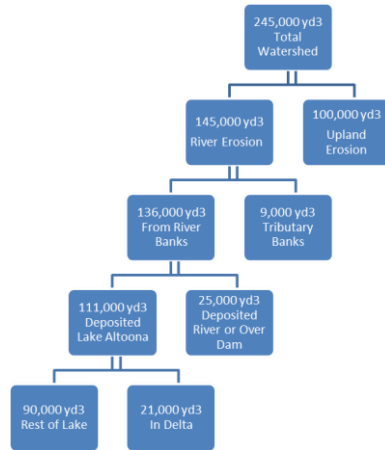 245,000 yd3
Total
Watershed
145,000 yd3
River Erosion
100,000 yd3
Upland
Erosion
136,000 yd3
From River
Banks
9,000 yd3
Tributary
Banks
111,000 yd3
Deposited
Lake Altoona
25,000 yd3
Deposited
River or Over
Dam
90,000 yd3
Rest of Lake
21,000 yd3
In Delta